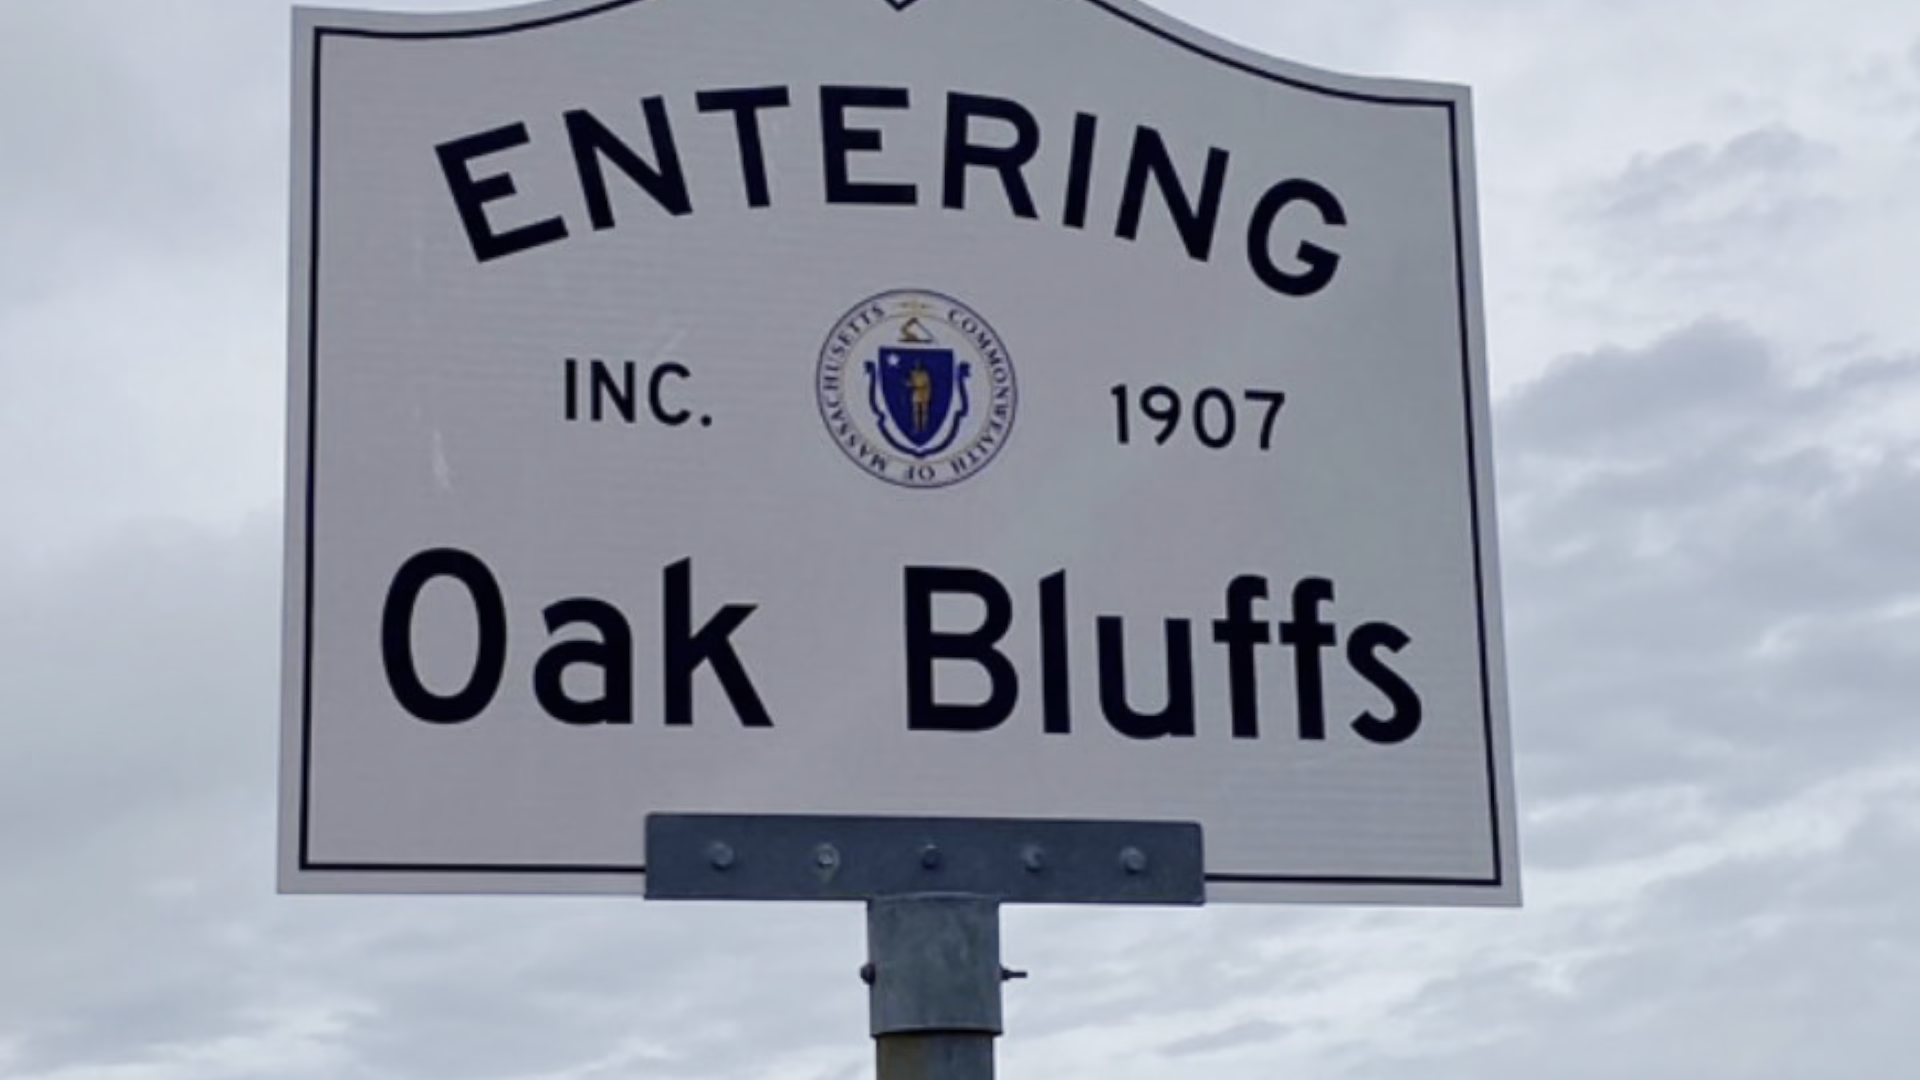 ENTERING
INC. 1907
COMMONWEALTH OF MASSACHUSETTS
Oak Bluffs